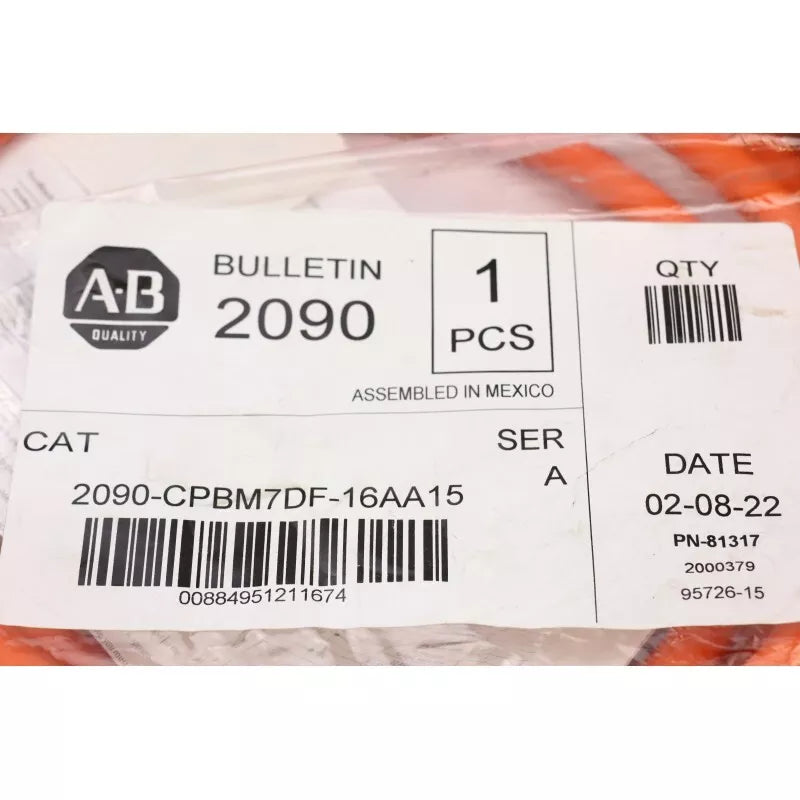 A-B
QUALITY
BULLETIN
2090
1
PCS
ASSEMBLED IN MEXICO
QTY
CAT
SER
A
2090-CPBM7DF-16AA15
00884951211674
DATE
02-08-22
PN-81317
2000379
95726-15